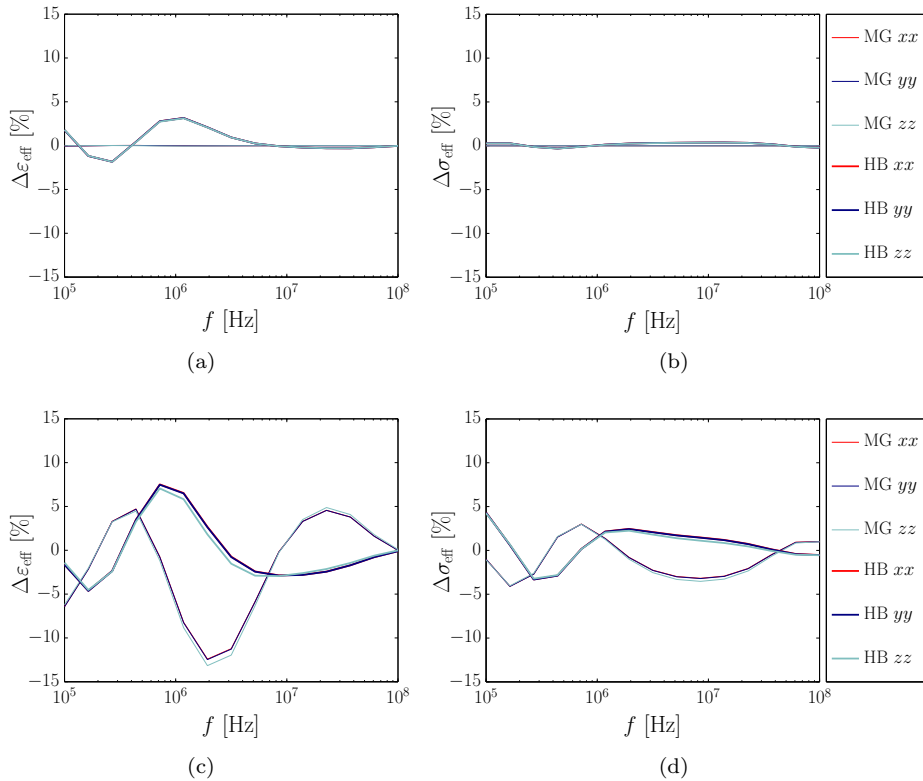 15
10
5
0
−5
−10
−15
Δε_eff [%]
10^5
10^6
10^7
10^8
f [Hz]
(a)
15
10
5
0
−5
−10
−15
Δσ_eff [%]
10^5
10^6
10^7
10^8
f [Hz]
(b)
MG xx
MG yy
MG zz
HB xx
HB yy
HB zz
15
10
5
0
−5
−10
−15
Δε_eff [%]
10^5
10^6
10^7
10^8
f [Hz]
(c)
15
10
5
0
−5
−10
−15
Δσ_eff [%]
10^5
10^6
10^7
10^8
f [Hz]
(d)
MG xx
MG yy
MG zz
HB xx
HB yy
HB zz